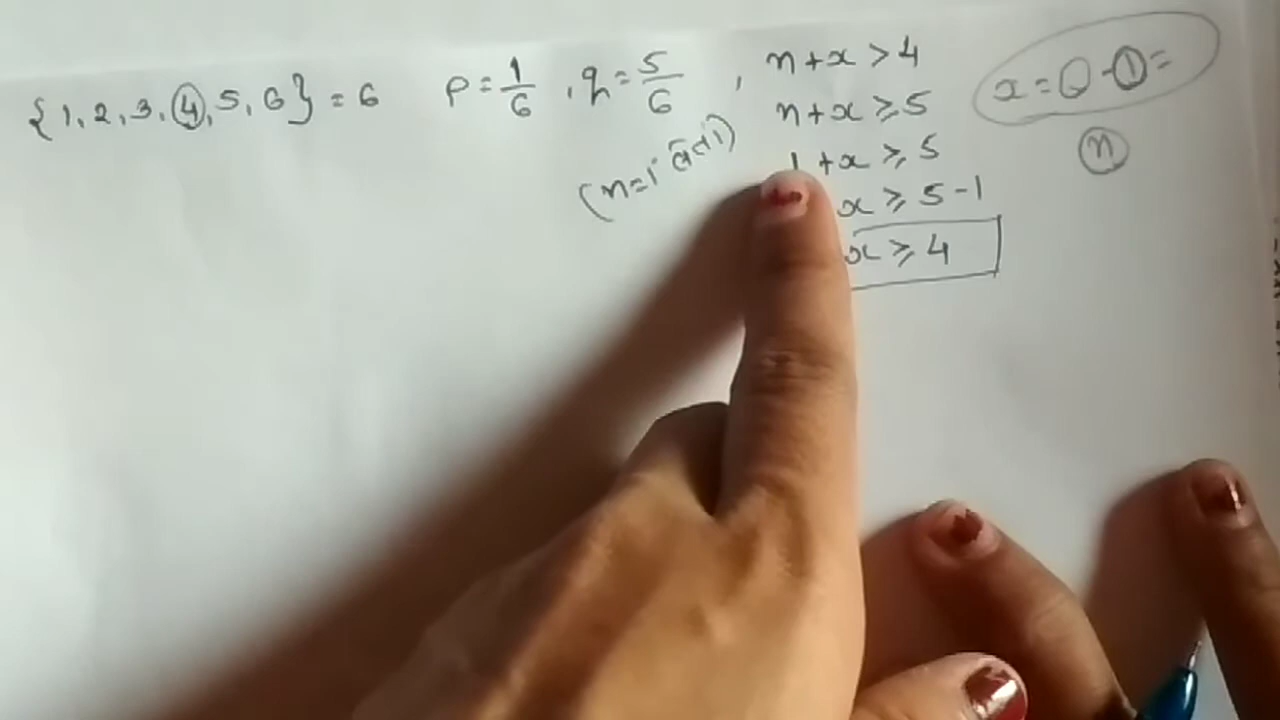 {1, 2, 3, 4, 5, 6} = 6
P = 1/6 , q = 5/6 ,
n + x > 4
n + x ≥ 5
1 + x ≥ 5
x ≥ 5 - 1
x ≥ 4
(n=1
x = - 1 =
n